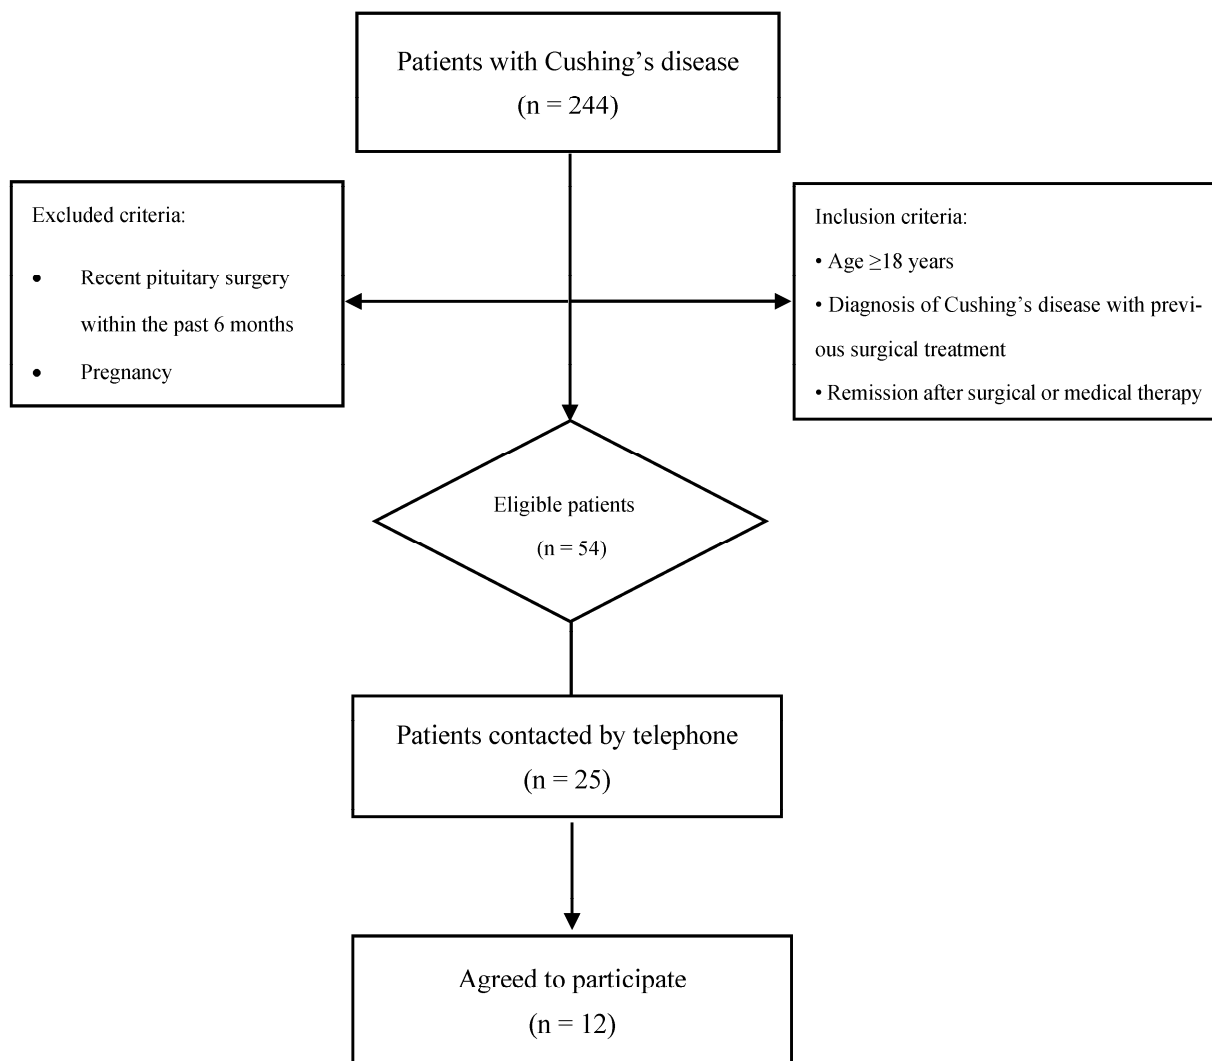 Patients with Cushing’s disease
(n = 244)
Excluded criteria:
• Recent pituitary surgery
within the past 6 months
• Pregnancy
Inclusion criteria:
• Age ≥18 years
• Diagnosis of Cushing’s disease with previ-
ous surgical treatment
• Remission after surgical or medical therapy
Eligible patients
(n = 54)
Patients contacted by telephone
(n = 25)
Agreed to participate
(n = 12)